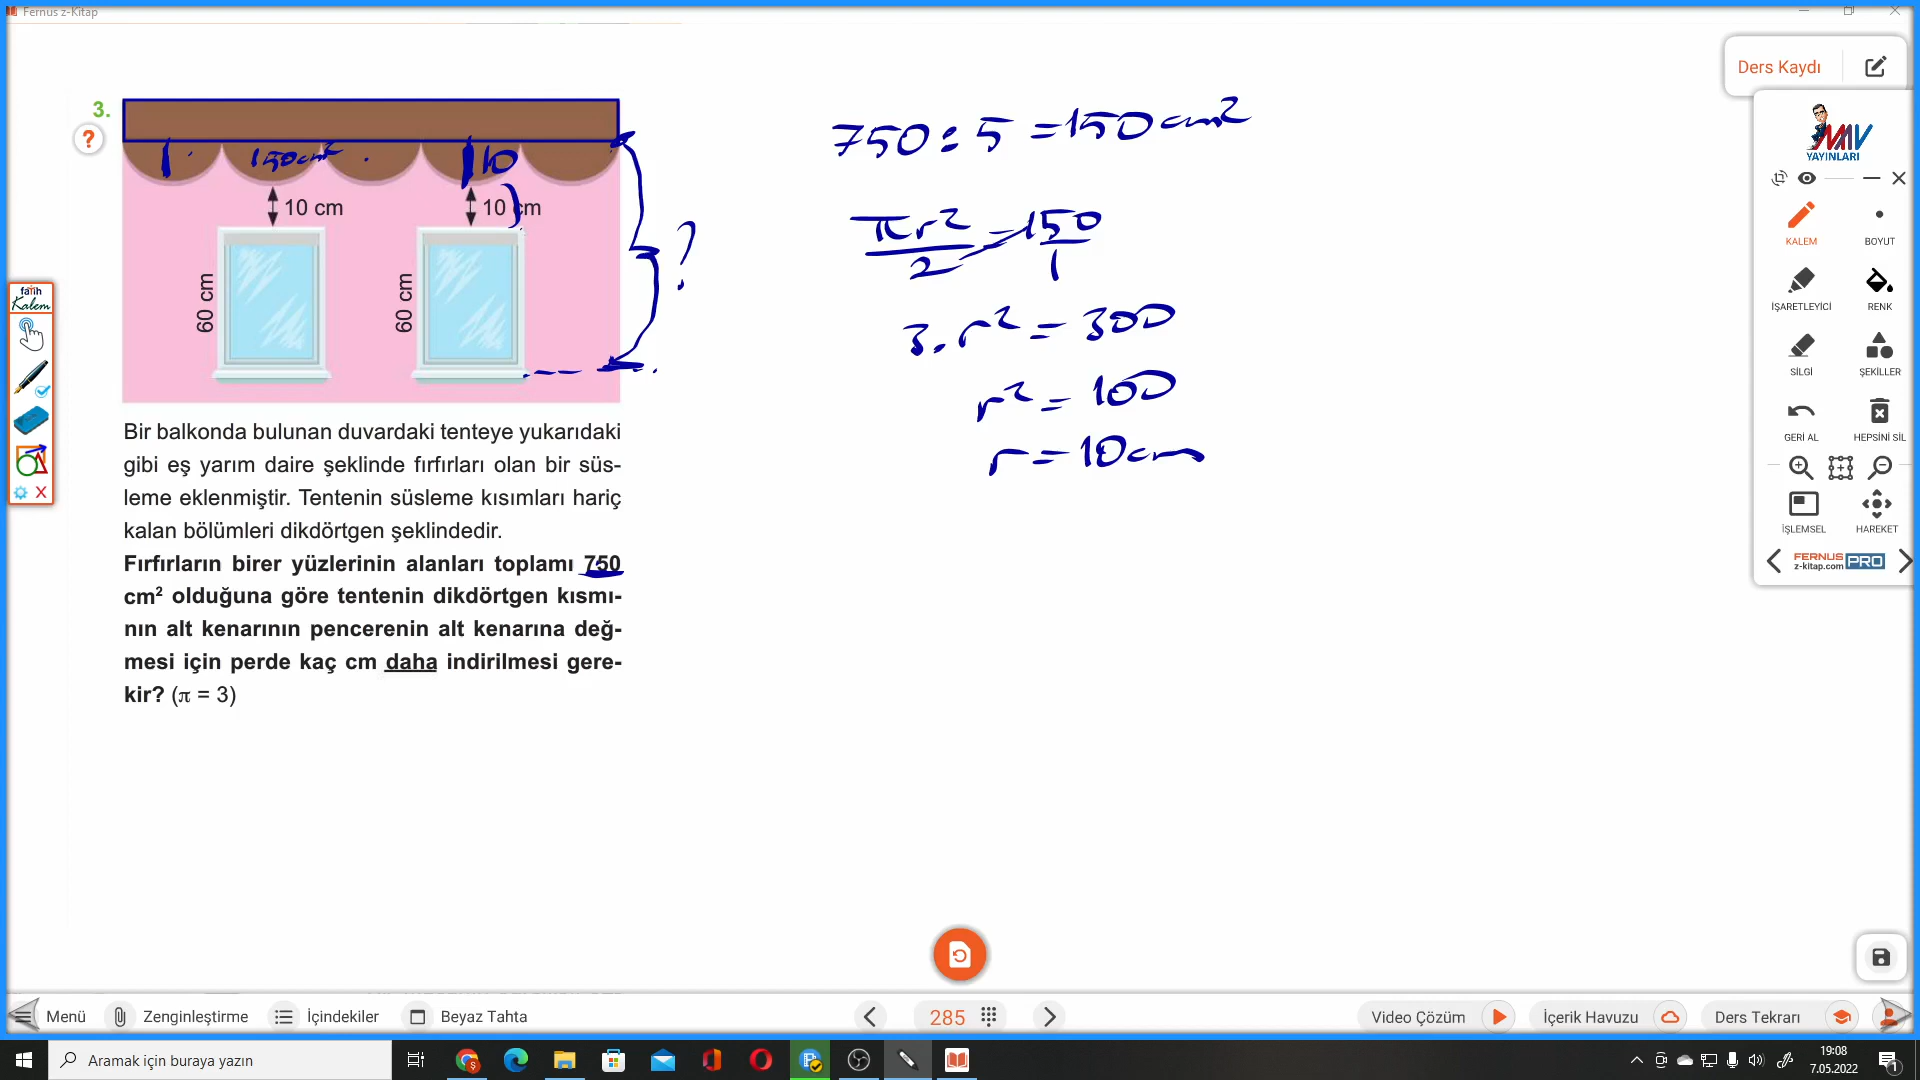 Fernus z-Kitap
Ders Kaydı
3.
?
150cm²
10
10 cm
10 cm
60 cm
60 cm
?
Bir balkonda bulunan duvardaki tenteye yukarıdaki
gibi eş yarım daire şeklinde fırfırları olan bir süs-
leme eklenmiştir. Tentenin süsleme kısımları hariç
kalan bölümleri dikdörtgen şeklindedir.
Fırfırların birer yüzlerinin alanları toplamı 750
cm² olduğuna göre tentenin dikdörtgen kısmı-
nın alt kenarının pencerenin alt kenarına değ-
mesi için perde kaç cm daha indirilmesi gere-
kir? (π = 3)
750 : 5 = 150 cm²
πr²/2 = 150/1
3. r² = 300
r² = 100
r = 10 cm
fatih
Kalem
X
YAYINLARI
KALEM
BOYUT
İŞARETLEYİCİ
RENK
SİLGİ
ŞEKİLLER
GERİ AL
HEPSİNİ SİL
İŞLEMSEL
HAREKET
FERNUS
z-kitap.com PRO
Menü
Zenginleştirme
İçindekiler
Beyaz Tahta
285
Video Çözüm
İçerik Havuzu
Ders Tekrarı
Aramak için buraya yazın
19:08
7.05.2022
1